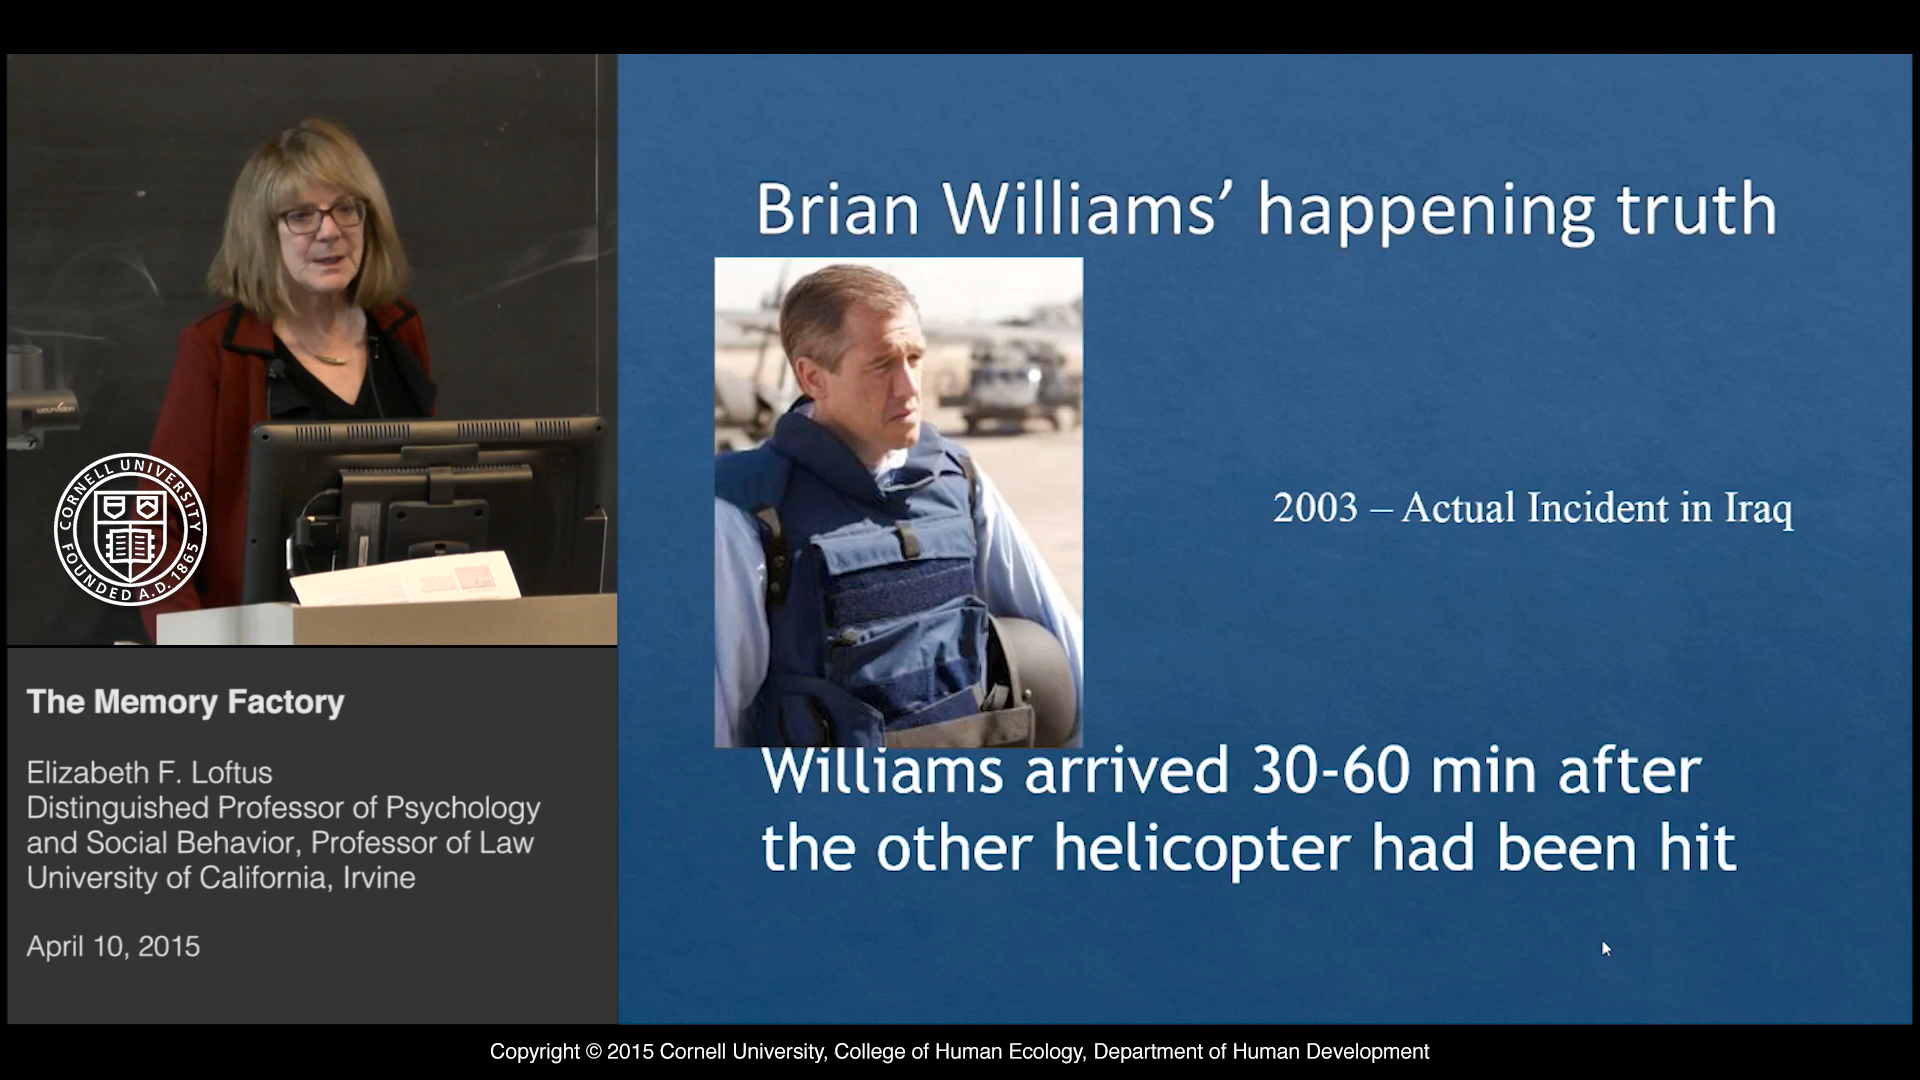 Brian Williams’ happening truth
2003 – Actual Incident in Iraq
Williams arrived 30-60 min after
the other helicopter had been hit
CORNELL UNIVERSITY
FOUNDED A.D. 1865
The Memory Factory
Elizabeth F. Loftus
Distinguished Professor of Psychology
and Social Behavior, Professor of Law
University of California, Irvine
April 10, 2015
Copyright © 2015 Cornell University, College of Human Ecology, Department of Human Development